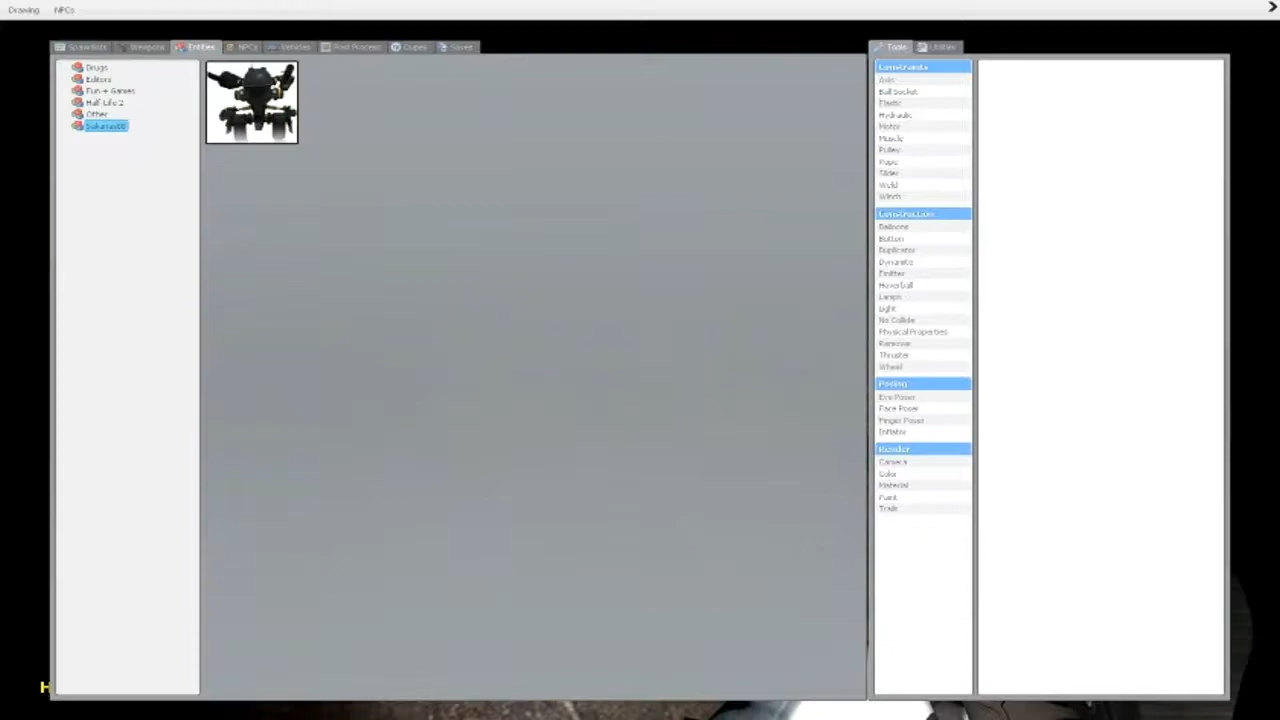 Drawing NPCs
Spawnlists Weapons Entities NPCs Vehicles Post Process Dupes Saves
Tools Utilities
Drugs
Editors
Fun + Games
Half-Life 2
Other
Constraints
Axis
Ball Socket
Elastic
Hydraulic
Motor
Muscle
Pulley
Rope
Slider
Weld
Winch
Construction
Balloons
Button
Duplicator
Dynamite
Emitter
Hoverball
Lamps
Light
No Collide
Physical Properties
Remover
Thruster
Wheel
Posing
Eye Poser
Face Poser
Finger Poser
Inflator
Render
Camera
Color
Material
Paint
Trails
H